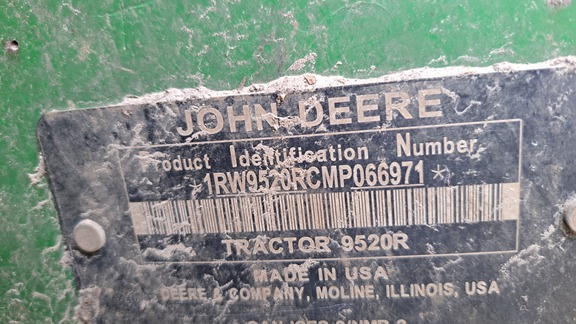 JOHN DEERE
Product Identification Number
*1RW9520RCMP066971*
TRACTOR 9520R
MADE IN USA
DEERE & COMPANY, MOLINE, ILLINOIS, USA